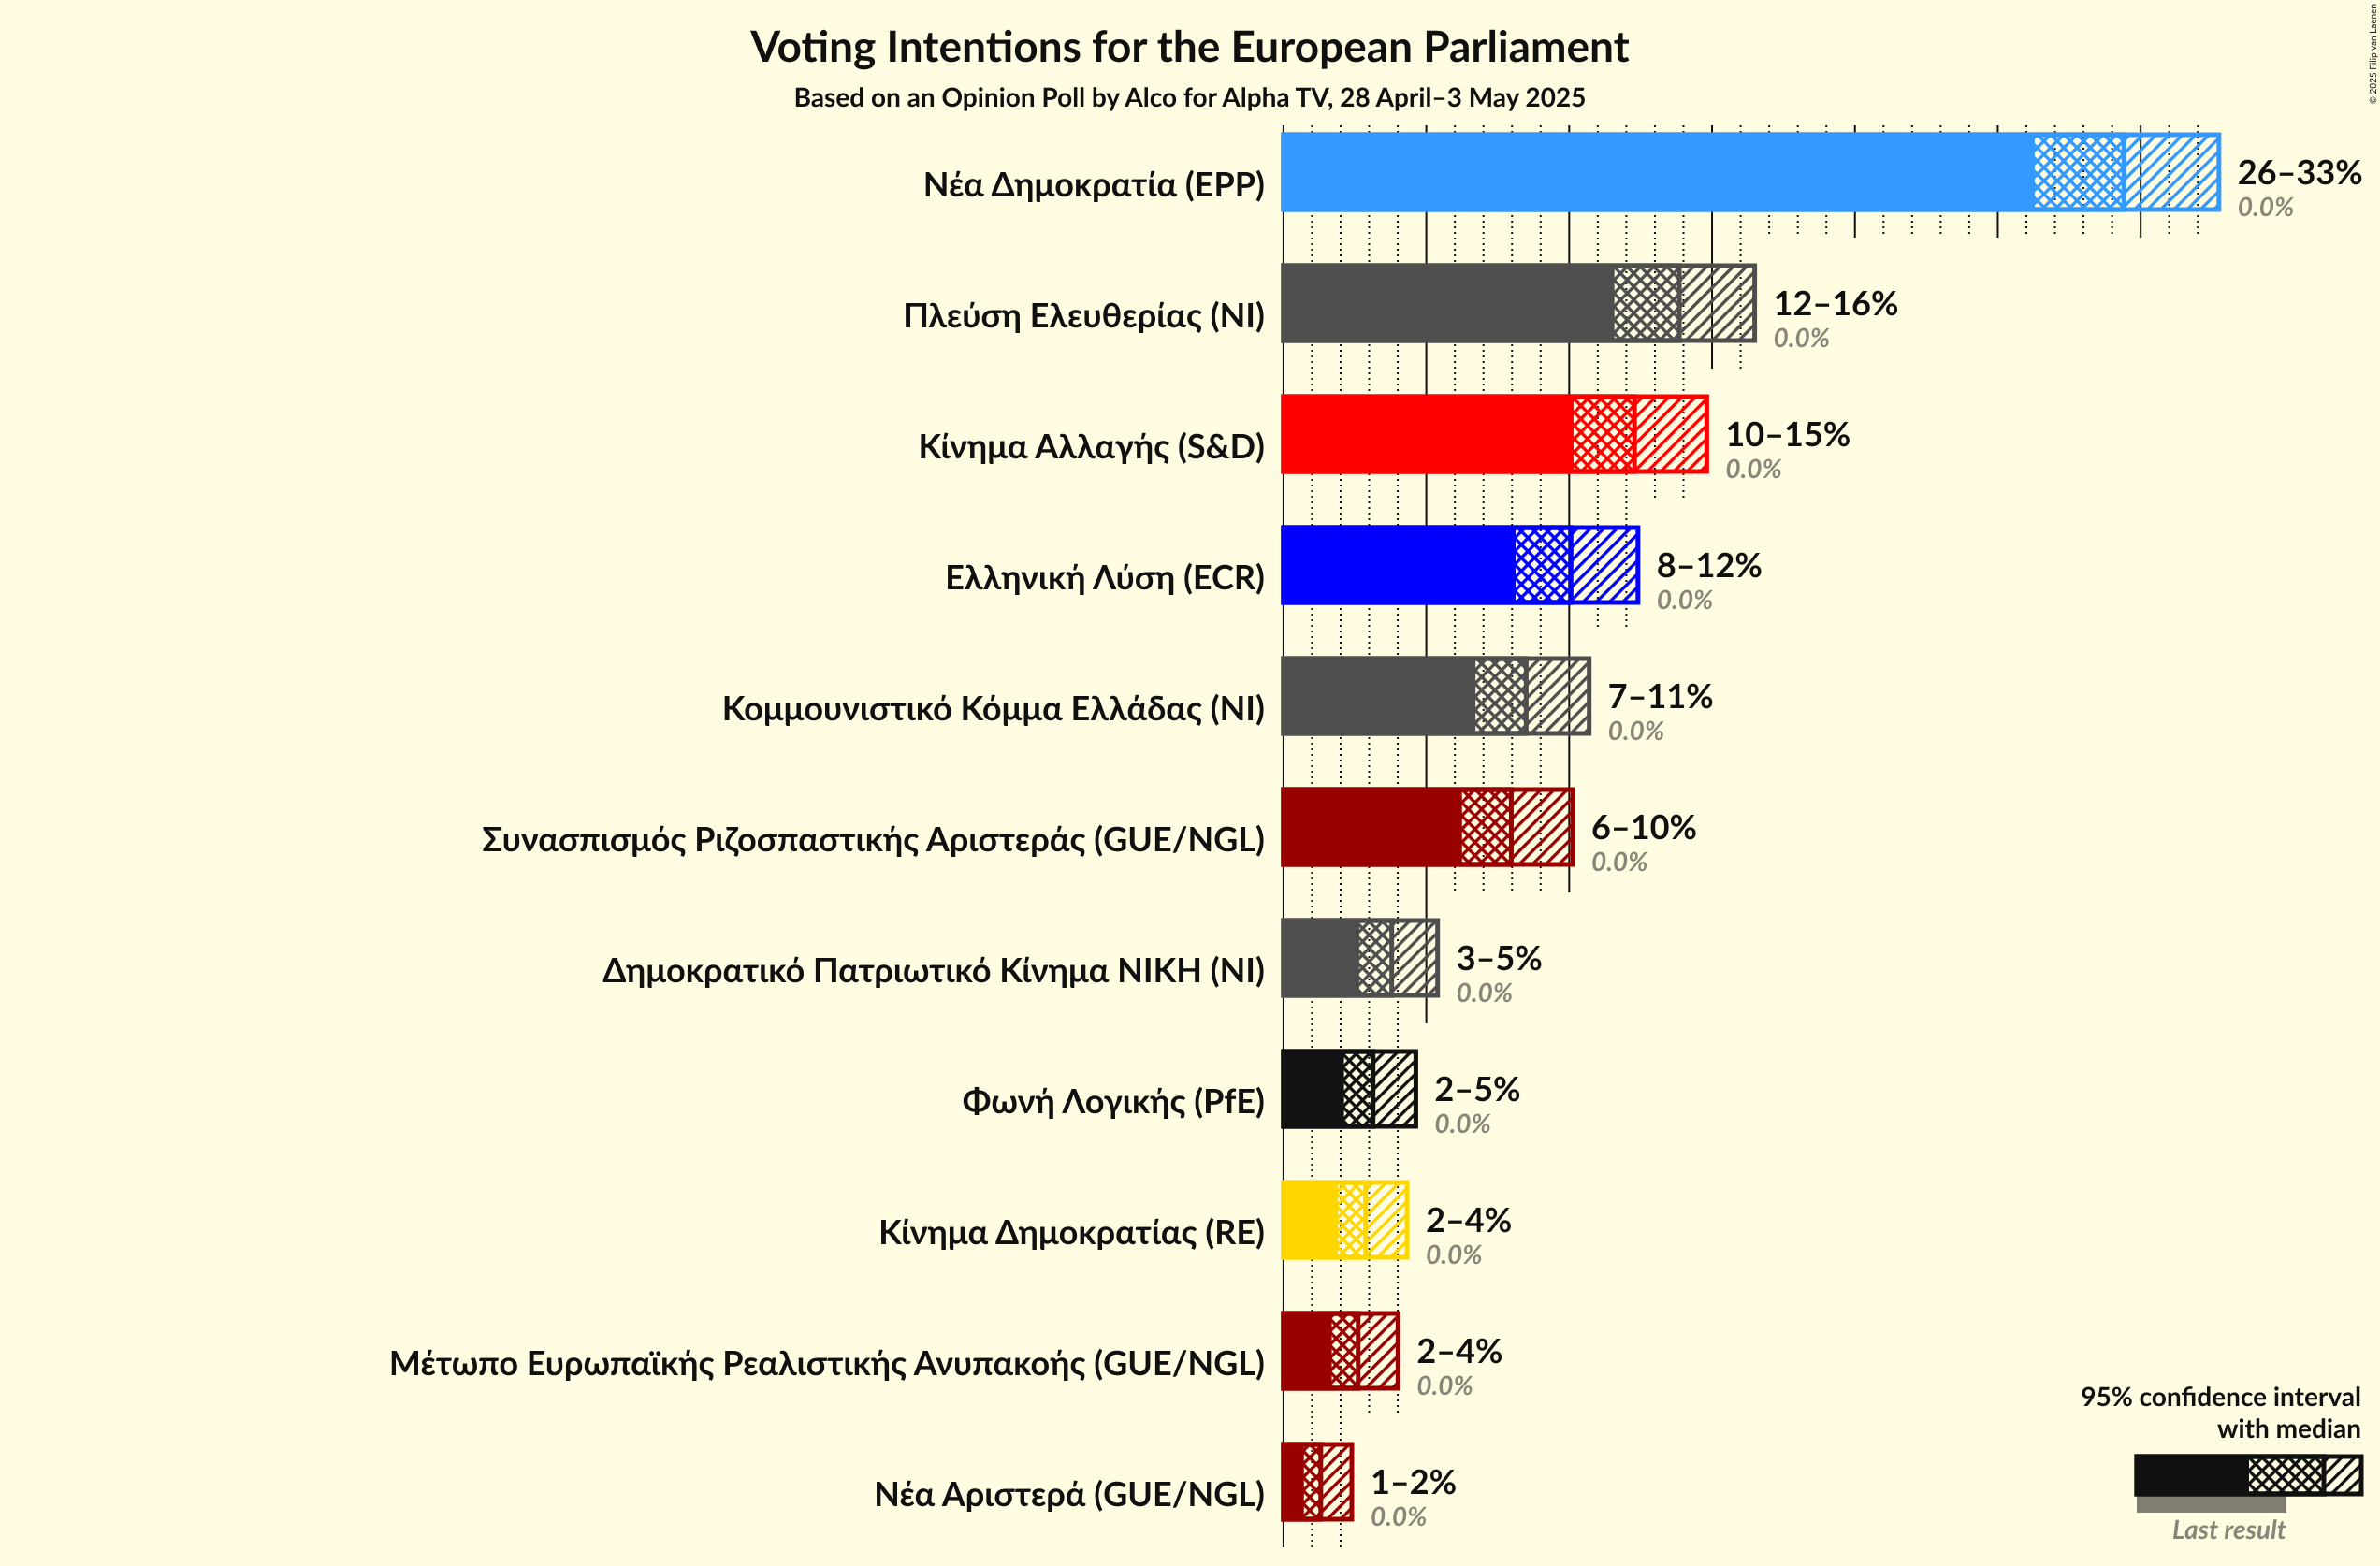 Voting Intentions for the European Parliament
Based on an Opinion Poll by Alco for Alpha TV, 28 April–3 May 2025
© 2025 Filip van Laenen
Νέα Δημοκρατία (EPP)
26–33%
0.0%
Πλεύση Ελευθερίας (NI)
12–16%
0.0%
Κίνημα Αλλαγής (S&D)
10–15%
0.0%
Ελληνική Λύση (ECR)
8–12%
0.0%
Κομμουνιστικό Κόμμα Ελλάδας (NI)
7–11%
0.0%
Συνασπισμός Ριζοσπαστικής Αριστεράς (GUE/NGL)
6–10%
0.0%
Δημοκρατικό Πατριωτικό Κίνημα ΝΙΚΗ (NI)
3–5%
0.0%
Φωνή Λογικής (PfE)
2–5%
0.0%
Κίνημα Δημοκρατίας (RE)
2–4%
0.0%
Μέτωπο Ευρωπαϊκής Ρεαλιστικής Ανυπακοής (GUE/NGL)
2–4%
0.0%
Νέα Αριστερά (GUE/NGL)
1–2%
0.0%
95% confidence interval
with median
Last result